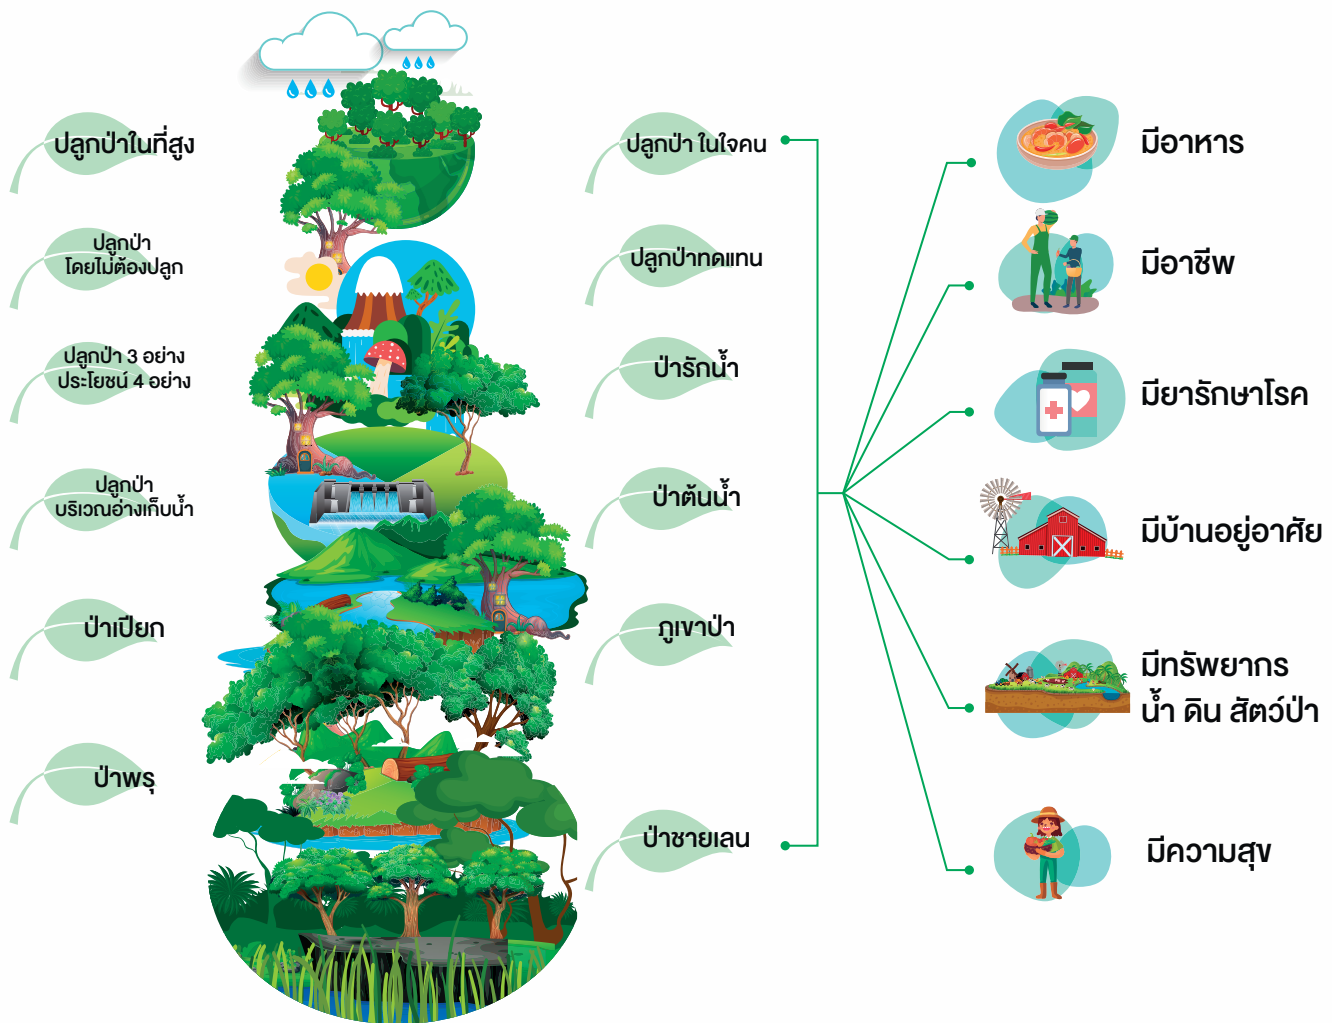 ปลูกป่าในที่สูง
ปลูกป่า
โดยไม่ต้องปลูก
ปลูกป่า 3 อย่าง
ประโยชน์ 4 อย่าง
ปลูกป่า
บริเวณอ่างเก็บน้ำ
ป่าเปียก
ป่าพรุ
ปลูกป่า ในใจคน
ปลูกป่าทดแทน
ป่ารักน้ำ
ป่าต้นน้ำ
ภูเขาป่า
ป่าชายเลน
มีอาหาร
มีอาชีพ
มียารักษาโรค
มีบ้านอยู่อาศัย
มีทรัพยากร
น้ำ ดิน สัตว์ป่า
มีความสุข